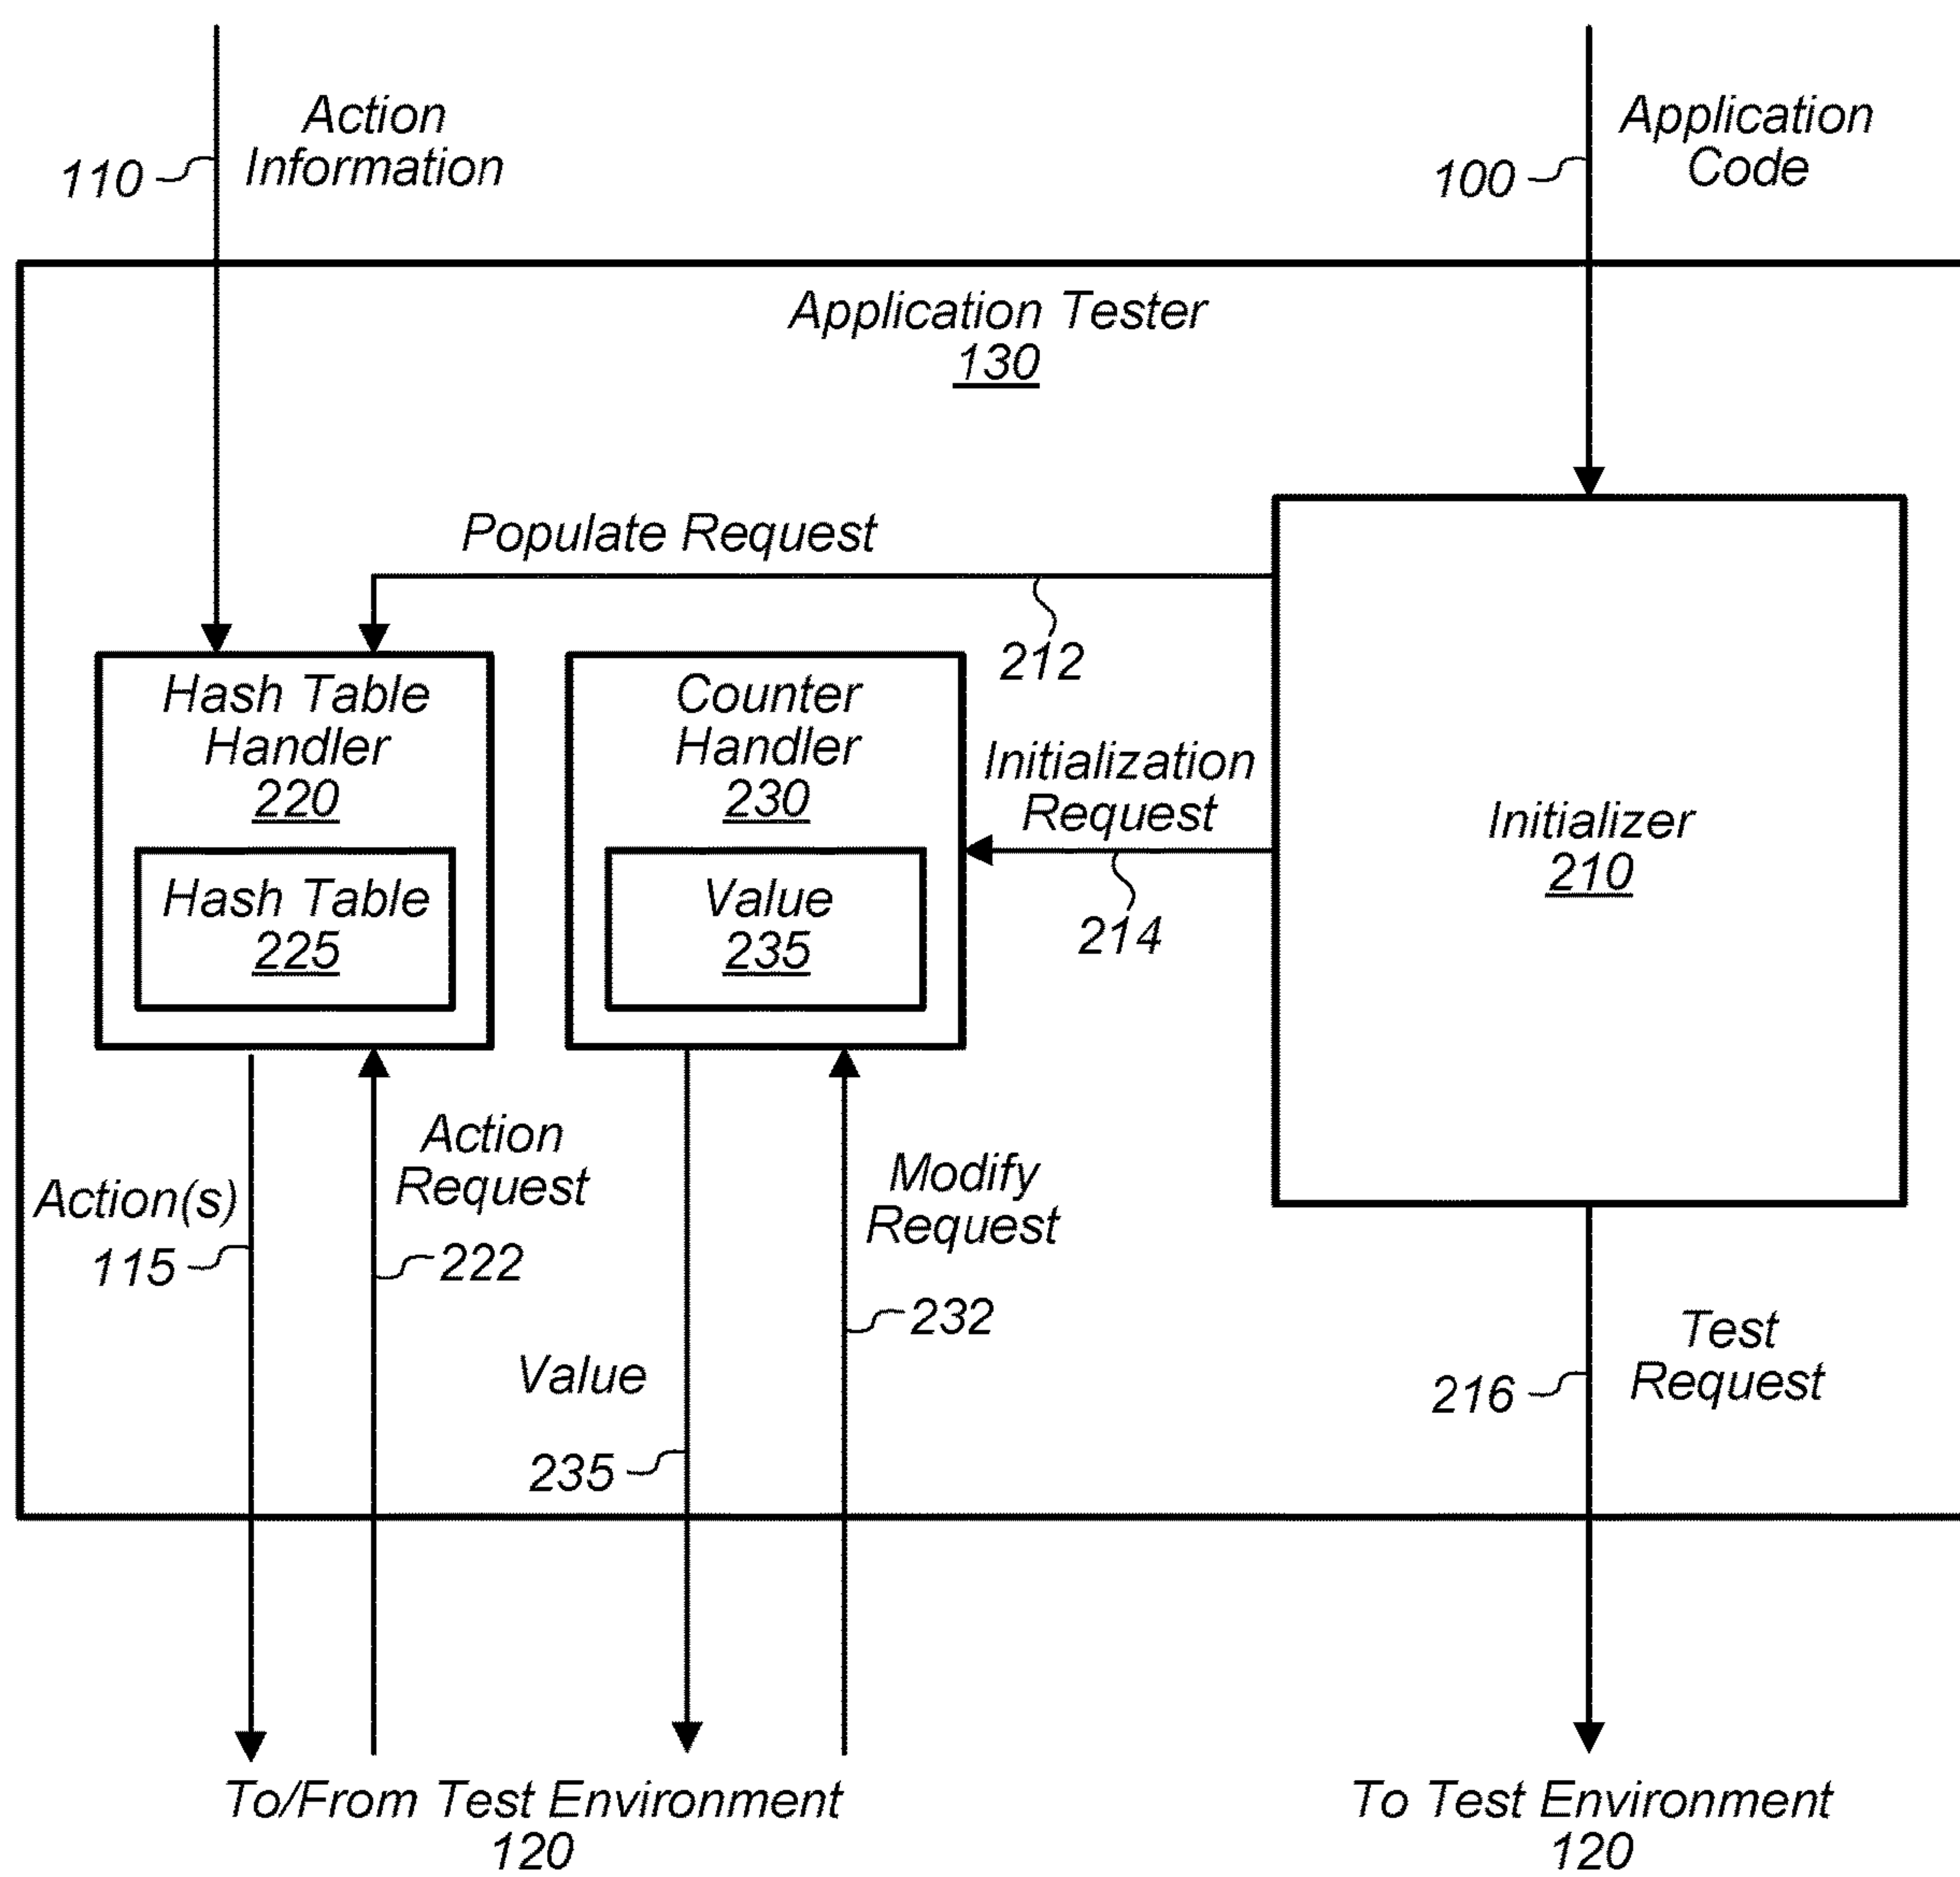 Action
Information
110
Application
Code
100
Application Tester
130
Populate Request
212
Hash Table
Handler
220
Hash Table
225
Counter
Handler
230
Value
235
Initialization
Request
214
Initializer
210
Action(s)
115
Action
Request
222
Value
235
Modify
Request
232
Test
Request
216
To/From Test Environment
120
To Test Environment
120